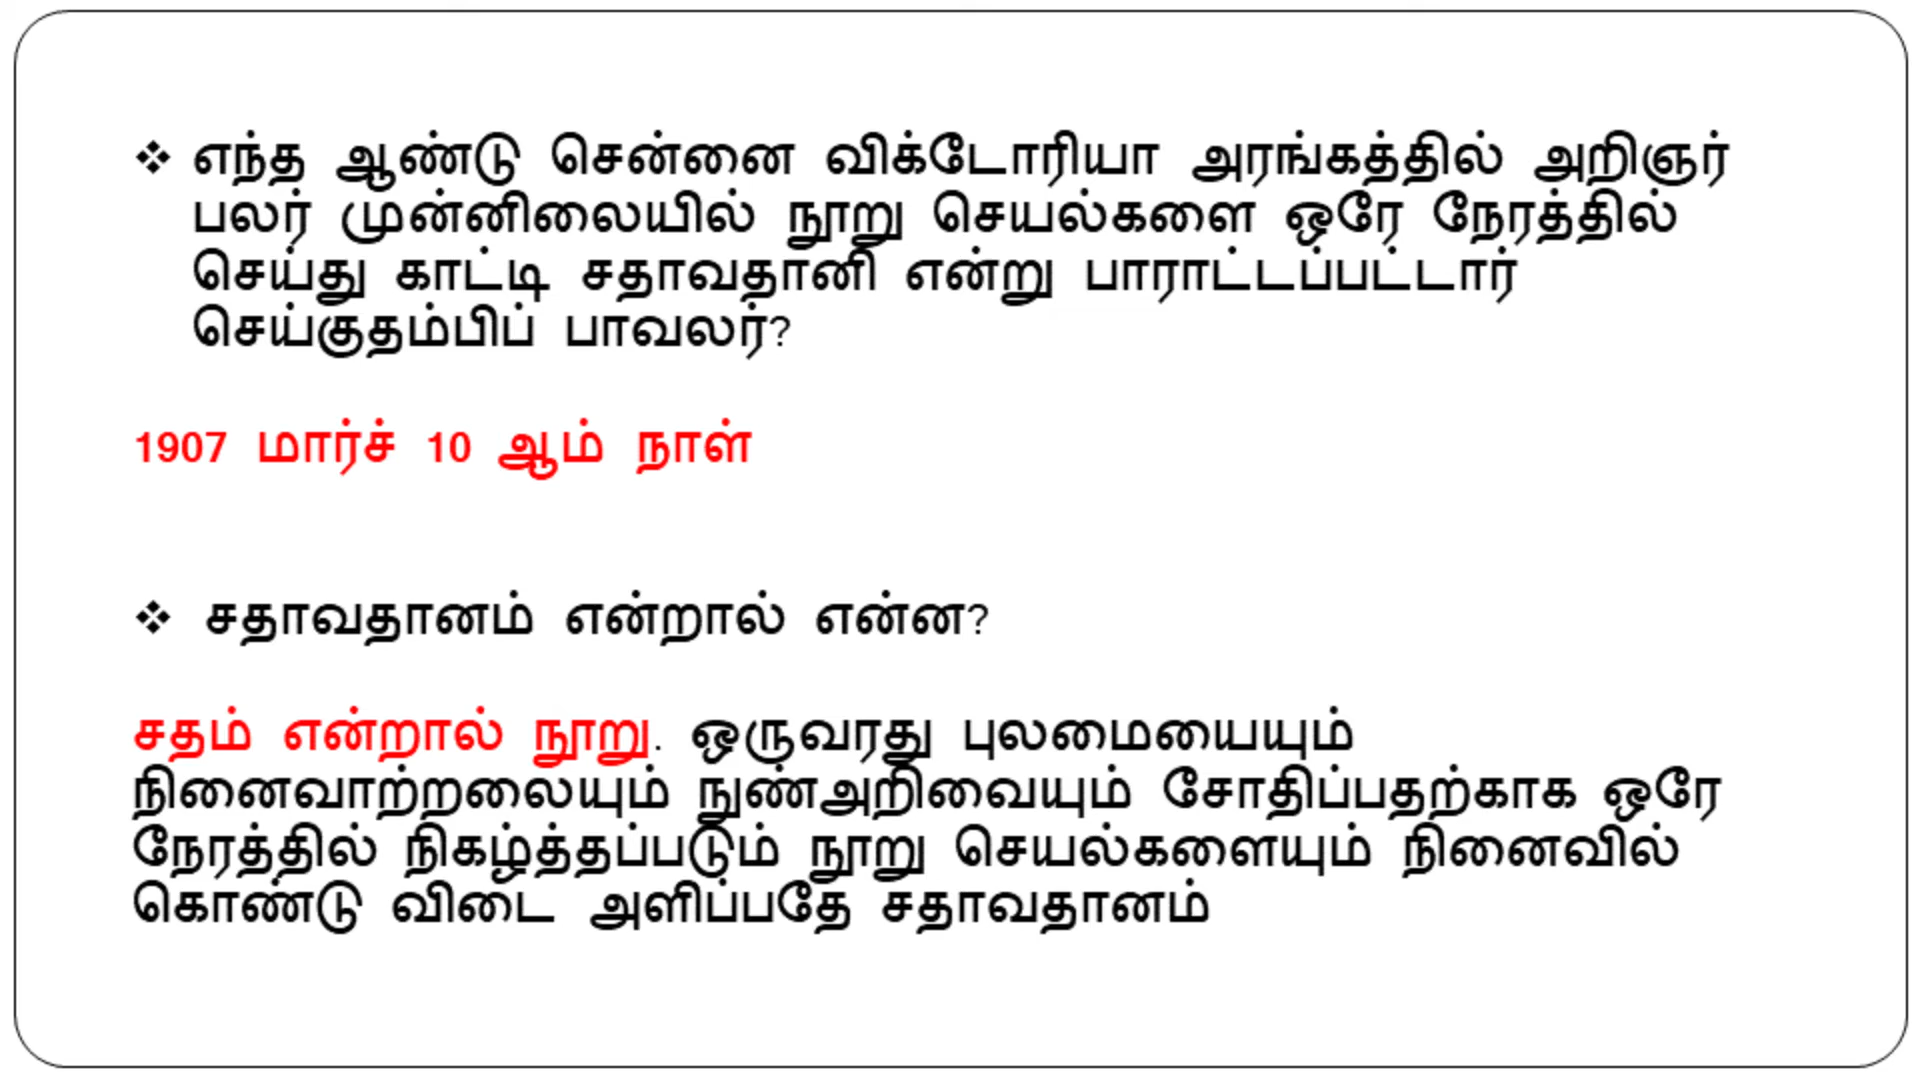 ❖ எந்த ஆண்டு சென்னை விக்டோரியா அரங்கத்தில் அறிஞர்
பலர் முன்னிலையில் நூறு செயல்களை ஒரே நேரத்தில்
செய்து காட்டி சதாவதானி என்று பாராட்டப்பட்டார்
செய்குதம்பிப் பாவலர்?
1907 மார்ச் 10 ஆம் நாள்
❖ சதாவதானம் என்றால் என்ன?
சதம் என்றால் நூறு. ஒருவரது புலமையையும்
நினைவாற்றலையும் நுண்அறிவையும் சோதிப்பதற்காக ஒரே
நேரத்தில் நிகழ்த்தப்படும் நூறு செயல்களையும் நினைவில்
கொண்டு விடை அளிப்பதே சதாவதானம்